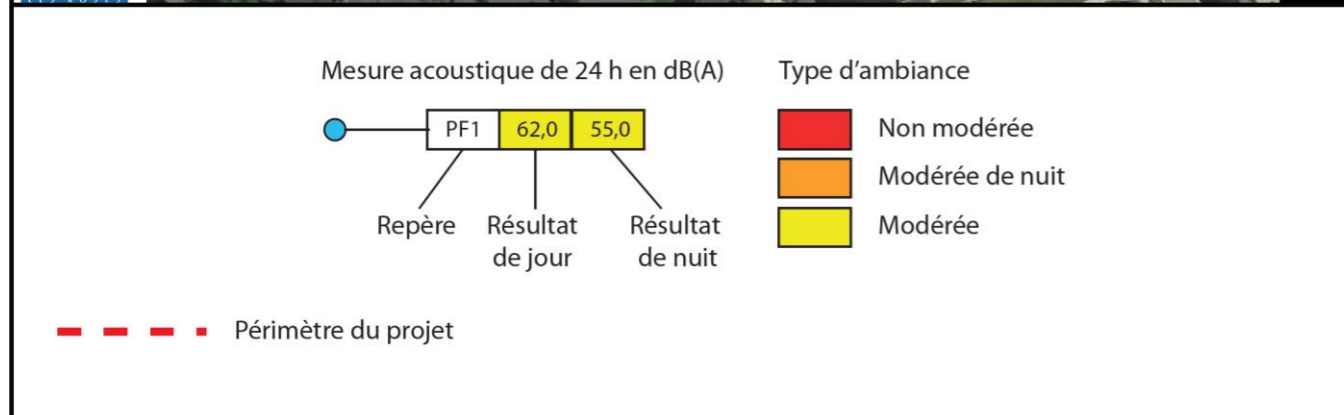 Mesure acoustique de 24 h en dB(A)
Type d’ambiance
PF1 62,0 55,0
Repère
Résultat
de jour
Résultat
de nuit
Non modérée
Modérée de nuit
Modérée
Périmètre du projet